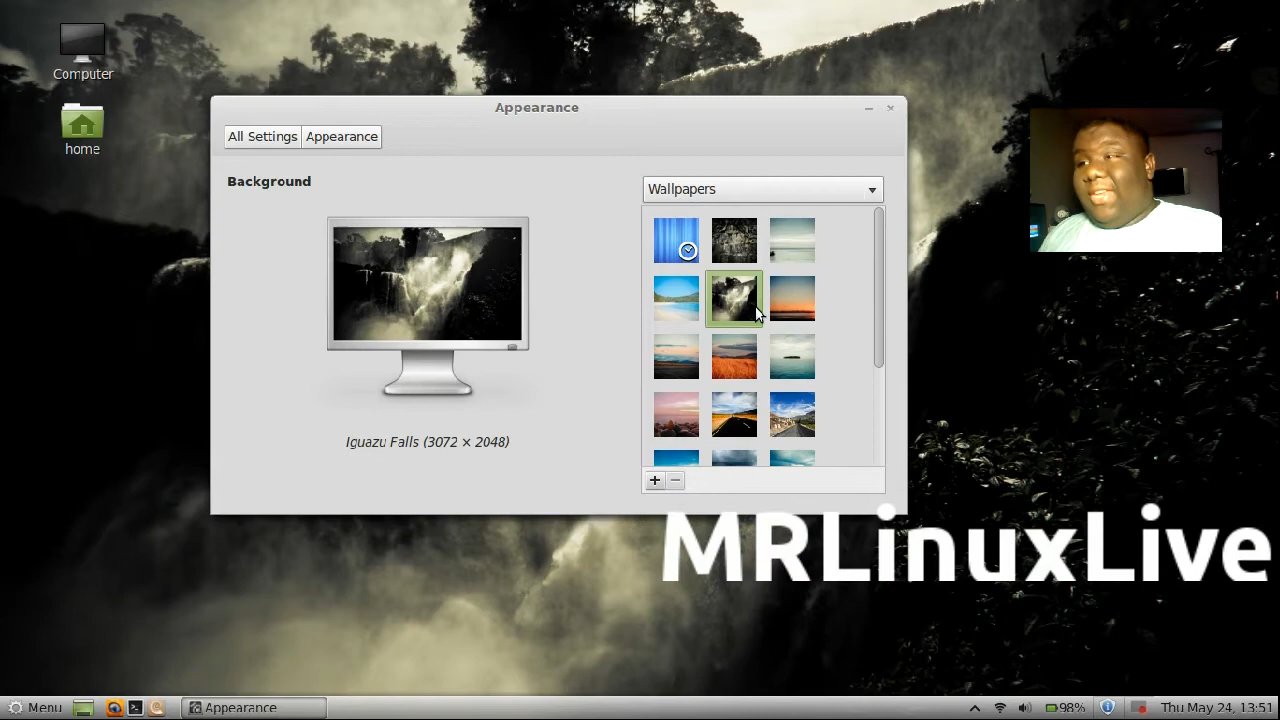 Computer
home
Appearance
All Settings
Appearance
Background
Wallpapers
Iguazu Falls (3072 × 2048)
MRLinuxLive
Menu
Appearance
98%
Thu May 24, 13:51